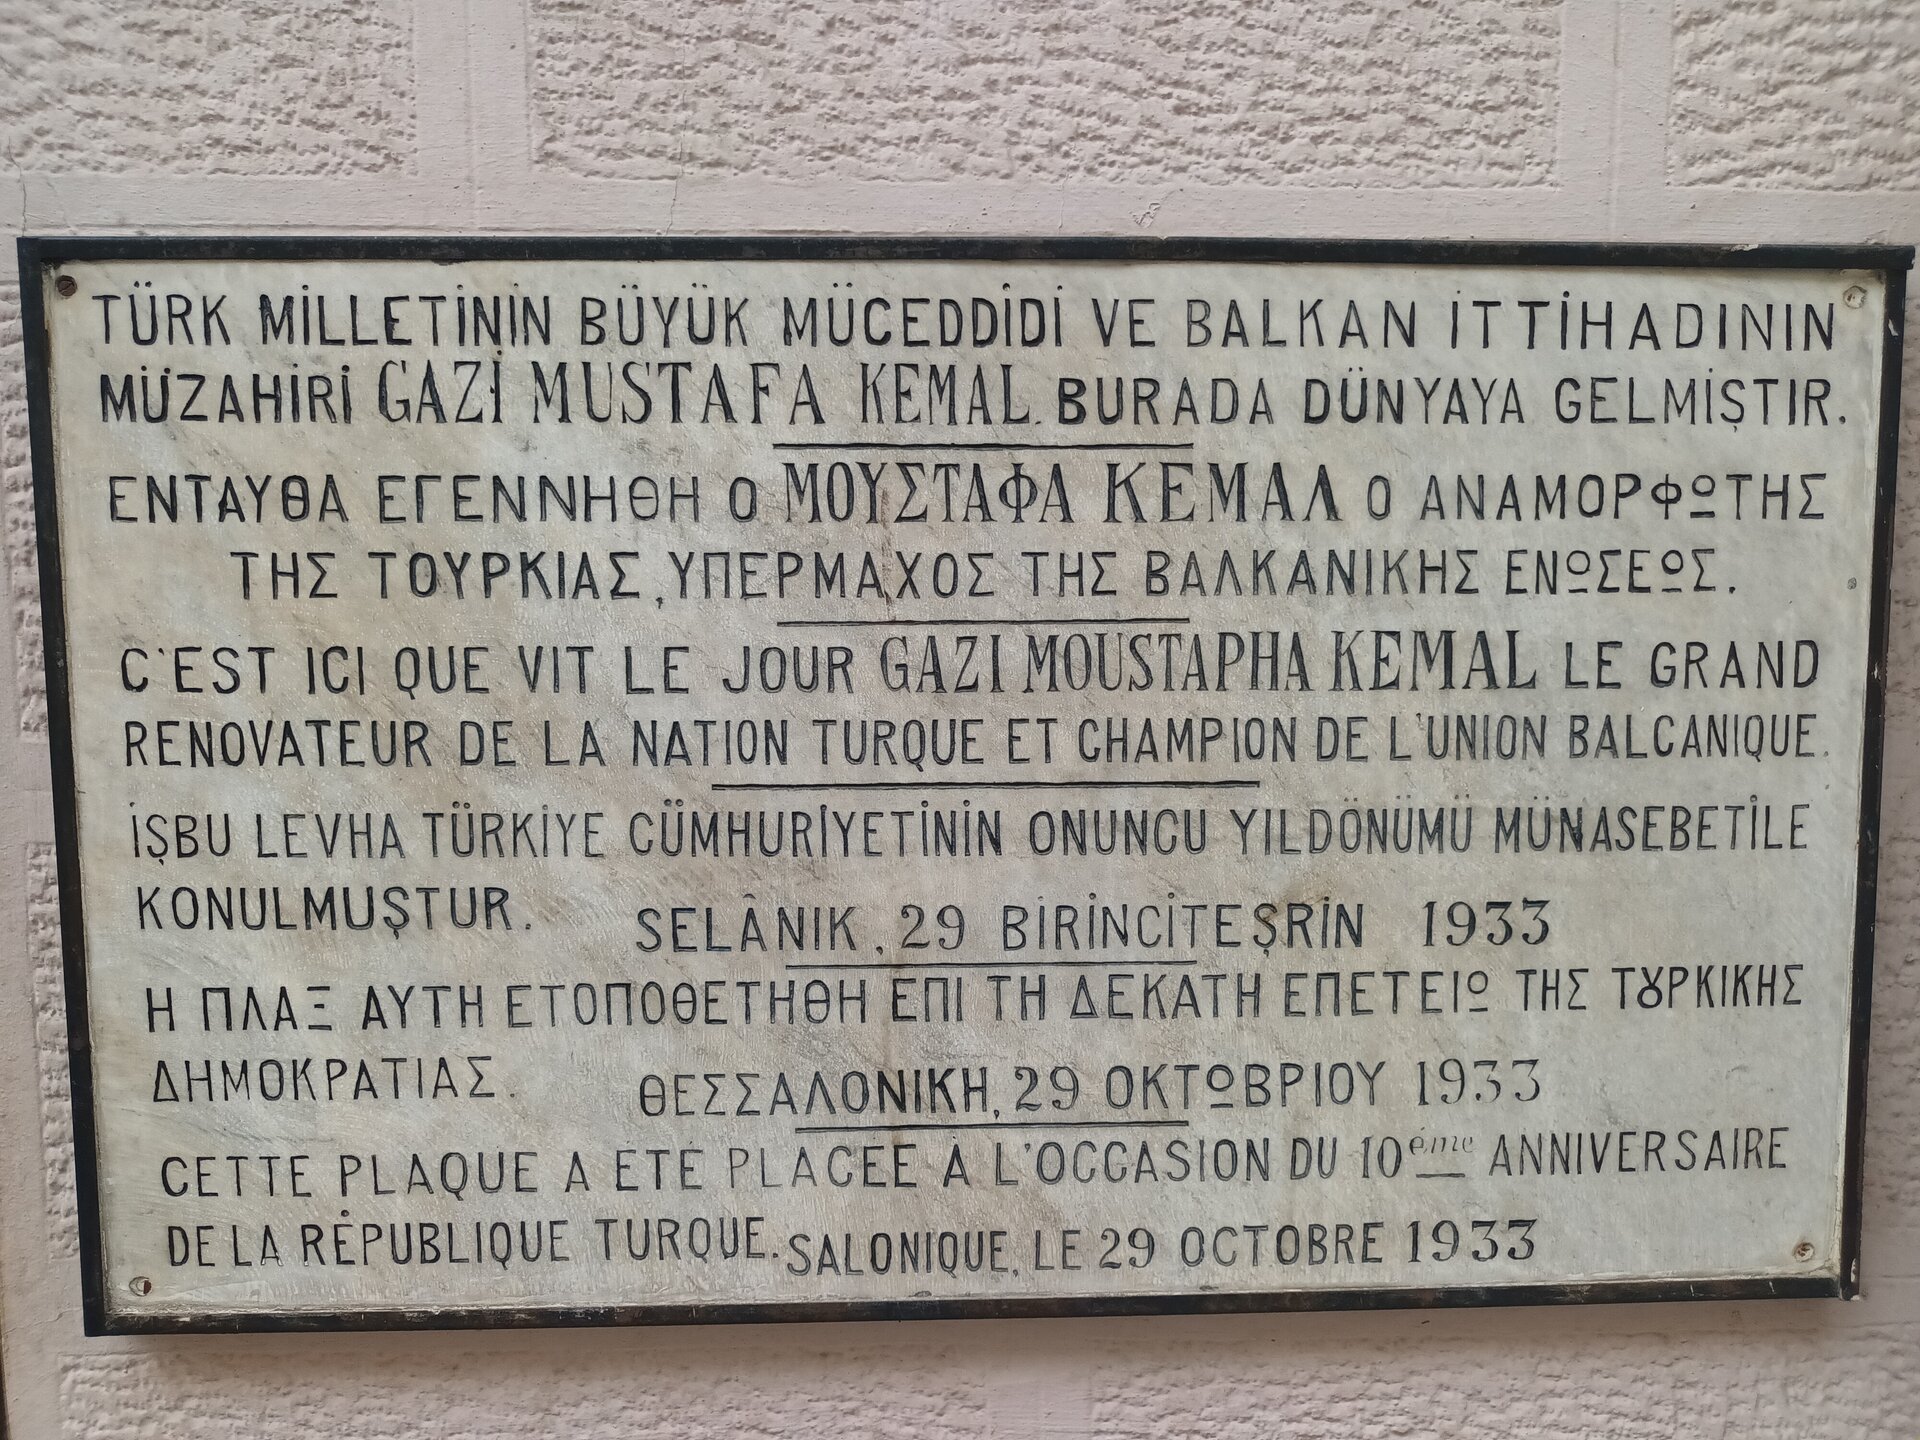 TÜRK MİLLETİNİN BÜYÜK MÜCEDDİDİ VE BALKAN İTTİHADININ
MÜZAHİRİ GAZİ MUSTAFA KEMAL BURADA DÜNYAYA GELMİŞTIR.
ΕΝΤΑΥΘΑ ΕΓΕΝΝΗΘΗ Ο ΜΟΥΣΤΑΦΑ ΚΕΜΑΛ Ο ΑΝΑΜΟΡΦΩΤΗΣ
ΤΗΣ ΤΟΥΡΚΙΑΣ, ΥΠΕΡΜΑΧΟΣ ΤΗΣ ΒΑΛΚΑΝΙΚΗΣ ΕΝΩΣΕΩΣ.
C'EST ICI QUE VIT LE JOUR GAZI MOUSTAPHA KEMAL LE GRAND
RENOVATEUR DE LA NATION TURQUE ET CHAMPION DE L'UNION BALCANIQUE.
İŞBU LEVHA TÜRKİYE CÜMHURİYETİNİN ONUNCU YILDÖNÜMÜ MÜNASEBETİLE
KONULMUŞTUR. SELÂNIK, 29 BİRİNCİTEŞRİN 1933
Η ΠΛΑΞ ΑΥΤΗ ΕΤΟΠΟΘΕΤΗΘΗ ΕΠΙ ΤΗ ΔΕΚΑΤΗ ΕΠΕΤΕΙΩ ΤΗΣ ΤȢΡΚΙΚΗΣ
ΔΗΜΟΚΡΑΤΙΑΣ. ΘΕΣΣΑΛΟΝΙΚΗ, 29 ΟΚΤΩΒΡΙΟΥ 1933
CETTE PLAQUE A ÉTÉ PLACÉE À L'OCCASION DU 10ème ANNIVERSAIRE
DE LA RÉPUBLIQUE TURQUE. SALONIQUE, LE 29 OCTOBRE 1933